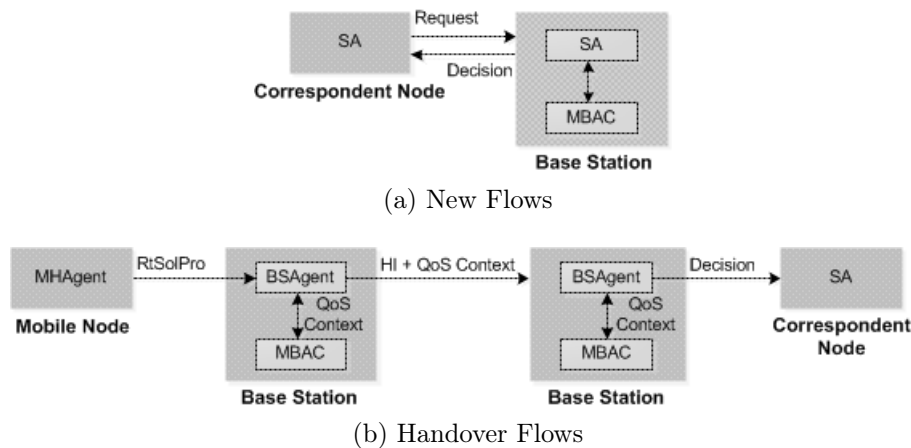 Request
SA
SA
Decision
Correspondent Node
MBAC
Base Station
(a) New Flows
RtSolPro
HI + QoS Context
Decision
MHAgent
BSAgent
BSAgent
SA
QoS
Context
QoS
Context
Mobile Node
Correspondent
Node
MBAC
MBAC
Base Station
Base Station
(b) Handover Flows